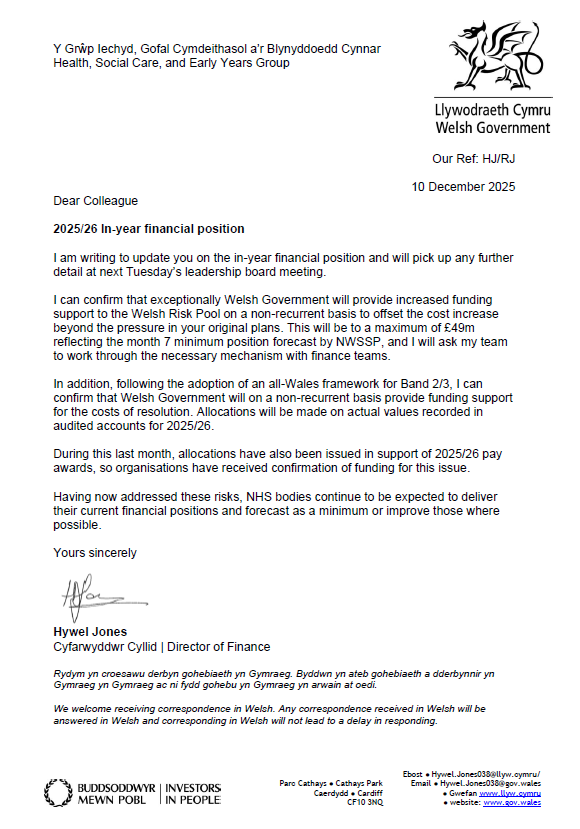 Y Grŵp Iechyd, Gofal Cymdeithasol a'r Blynyddoedd Cynnar
Health, Social Care, and Early Years Group
Llywodraeth Cymru
Welsh Government
Our Ref: HJ/RJ
10 December 2025
Dear Colleague
2025/26 In-year financial position
I am writing to update you on the in-year financial position and will pick up any further
detail at next Tuesday's leadership board meeting.
I can confirm that exceptionally Welsh Government will provide increased funding
support to the Welsh Risk Pool on a non-recurrent basis to offset the cost increase
beyond the pressure in your original plans. This will be to a maximum of £49m
reflecting the month 7 minimum position forecast by NWSSP, and I will ask my team
to work through the necessary mechanism with finance teams.
In addition, following the adoption of an all-Wales framework for Band 2/3, I can
confirm that Welsh Government will on a non-recurrent basis provide funding support
for the costs of resolution. Allocations will be made on actual values recorded in
audited accounts for 2025/26.
During this last month, allocations have also been issued in support of 2025/26 pay
awards, so organisations have received confirmation of funding for this issue.
Having now addressed these risks, NHS bodies continue to be expected to deliver
their current financial positions and forecast as a minimum or improve those where
possible.
Yours sincerely
Hywel Jones
Cyfarwyddwr Cyllid | Director of Finance
Rydym yn croesawu derbyn gohebiaeth yn Gymraeg. Byddwn yn ateb gohebiaeth a dderbynnir yn
Gymraeg yn Gymraeg ac ni fydd gohebu yn Gymraeg yn arwain at oedi.
We welcome receiving correspondence in Welsh. Any correspondence received in Welsh will be
answered in Welsh and corresponding in Welsh will not lead to a delay in responding.
BUDDSODDWYR | INVESTORS
MEWN POBL | IN PEOPLE
Parc Cathays ● Cathays Park
Caerdydd ● Cardiff
CF10 3NQ
Ebost ● Hywel.Jones038@llyw.cymru/
Email ● Hywel.Jones038@gov.wales
● Gwefan www.llyw.cymru
● website: www.gov.wales